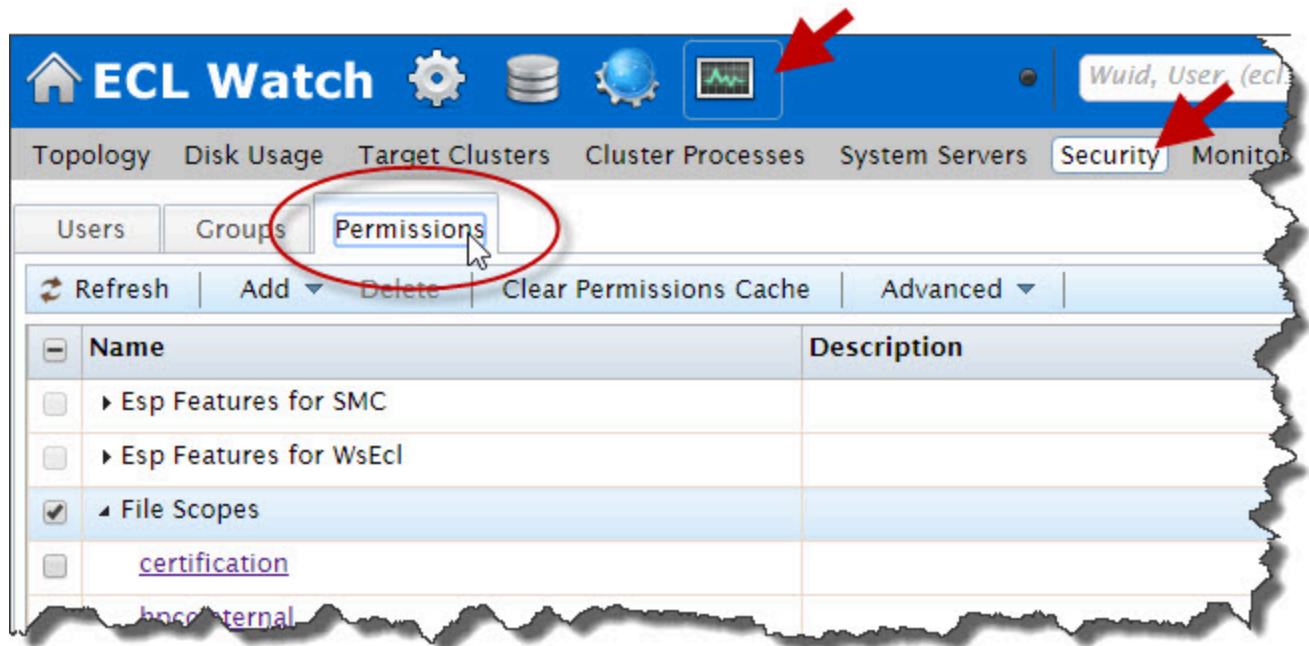 ECL Watch Wuid, User, (ecl
Topology Disk Usage Target Clusters Cluster Processes System Servers Security Monitor
Users Groups Permissions
Refresh Add Delete Clear Permissions Cache Advanced
Name Description
Esp Features for SMC
Esp Features for WsEcl
File Scopes
certification